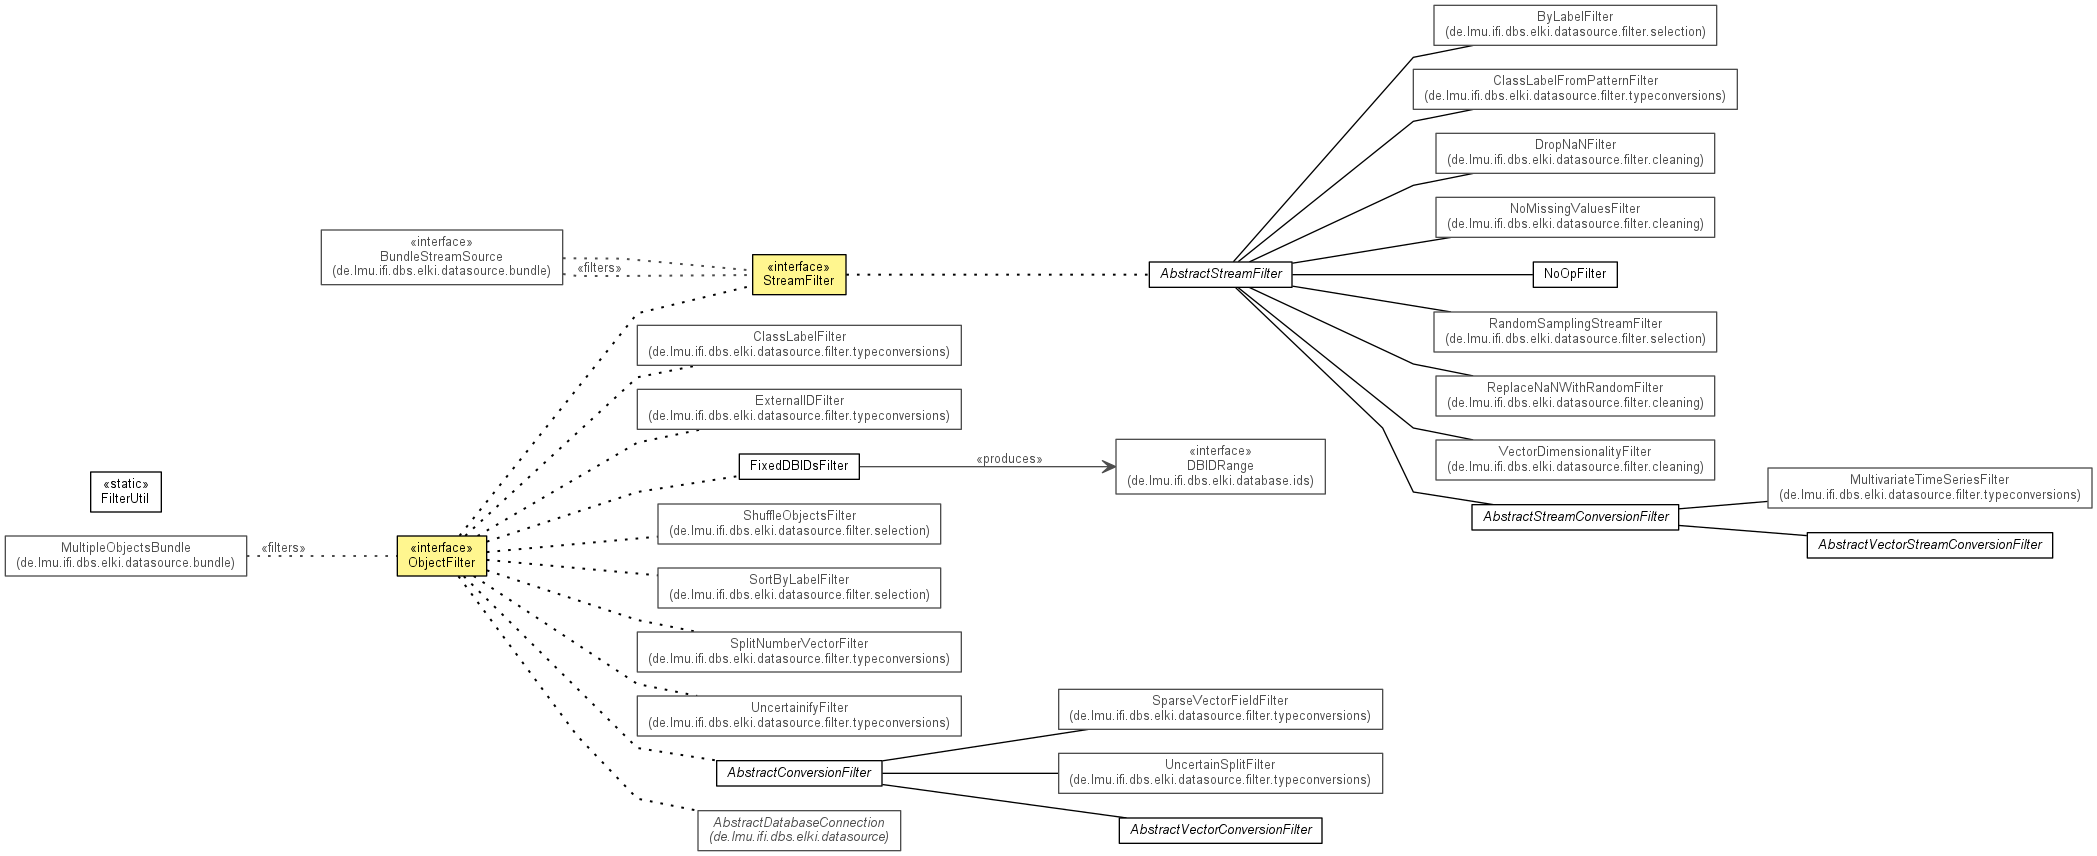 ByLabelFilter
(de.lmu.ifi.dbs.elki.datasource.filter.selection)
ClassLabelFromPatternFilter
(de.lmu.ifi.dbs.elki.datasource.filter.typeconversions)
DropNaNFilter
(de.lmu.ifi.dbs.elki.datasource.filter.cleaning)
NoMissingValuesFilter
(de.lmu.ifi.dbs.elki.datasource.filter.cleaning)
«interface»
BundleStreamSource
(de.lmu.ifi.dbs.elki.datasource.bundle)
«filters»
«interface»
StreamFilter
AbstractStreamFilter
NoOpFilter
RandomSamplingStreamFilter
(de.lmu.ifi.dbs.elki.datasource.filter.selection)
ClassLabelFilter
(de.lmu.ifi.dbs.elki.datasource.filter.typeconversions)
ReplaceNaNWithRandomFilter
(de.lmu.ifi.dbs.elki.datasource.filter.cleaning)
ExternalIDFilter
(de.lmu.ifi.dbs.elki.datasource.filter.typeconversions)
VectorDimensionalityFilter
(de.lmu.ifi.dbs.elki.datasource.filter.cleaning)
FixedDBIDsFilter
«produces»
«interface»
DBIDRange
(de.lmu.ifi.dbs.elki.database.ids)
MultivariateTimeSeriesFilter
(de.lmu.ifi.dbs.elki.datasource.filter.typeconversions)
«static»
FilterUtil
ShuffleObjectsFilter
(de.lmu.ifi.dbs.elki.datasource.filter.selection)
AbstractStreamConversionFilter
AbstractVectorStreamConversionFilter
MultipleObjectsBundle
(de.lmu.ifi.dbs.elki.datasource.bundle)
«filters»
«interface»
ObjectFilter
SortByLabelFilter
(de.lmu.ifi.dbs.elki.datasource.filter.selection)
SplitNumberVectorFilter
(de.lmu.ifi.dbs.elki.datasource.filter.typeconversions)
UncertainifyFilter
(de.lmu.ifi.dbs.elki.datasource.filter.typeconversions)
SparseVectorFieldFilter
(de.lmu.ifi.dbs.elki.datasource.filter.typeconversions)
AbstractConversionFilter
UncertainSplitFilter
(de.lmu.ifi.dbs.elki.datasource.filter.typeconversions)
AbstractDatabaseConnection
(de.lmu.ifi.dbs.elki.datasource)
AbstractVectorConversionFilter